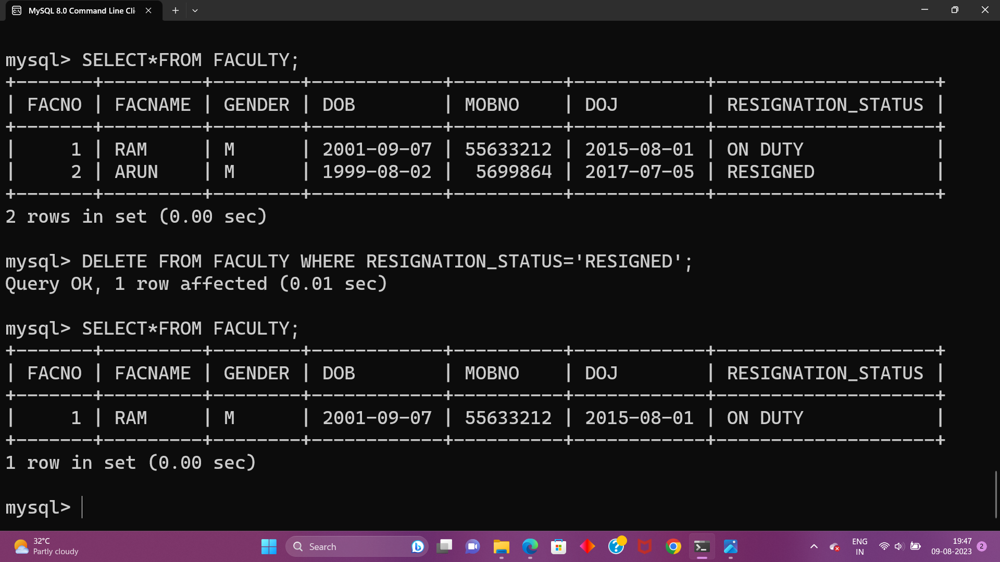 MySQL 8.0 Command Line Cli
mysql> SELECT*FROM FACULTY;
+-------+---------+--------+------------+----------+------------+--------------------+
| FACNO | FACNAME | GENDER | DOB        | MOBNO    | DOJ        | RESIGNATION_STATUS |
+-------+---------+--------+------------+----------+------------+--------------------+
|     1 | RAM     | M      | 2001-09-07 | 55633212 | 2015-08-01 | ON DUTY            |
|     2 | ARUN    | M      | 1999-08-02 |  5699864 | 2017-07-05 | RESIGNED           |
+-------+---------+--------+------------+----------+------------+--------------------+
2 rows in set (0.00 sec)
mysql> DELETE FROM FACULTY WHERE RESIGNATION_STATUS='RESIGNED';
Query OK, 1 row affected (0.01 sec)
mysql> SELECT*FROM FACULTY;
+-------+---------+--------+------------+----------+------------+--------------------+
| FACNO | FACNAME | GENDER | DOB        | MOBNO    | DOJ        | RESIGNATION_STATUS |
+-------+---------+--------+------------+----------+------------+--------------------+
|     1 | RAM     | M      | 2001-09-07 | 55633212 | 2015-08-01 | ON DUTY            |
+-------+---------+--------+------------+----------+------------+--------------------+
1 row in set (0.00 sec)
mysql>
32°C
Partly cloudy
Search
ENG
IN
19:47
09-08-2023
2